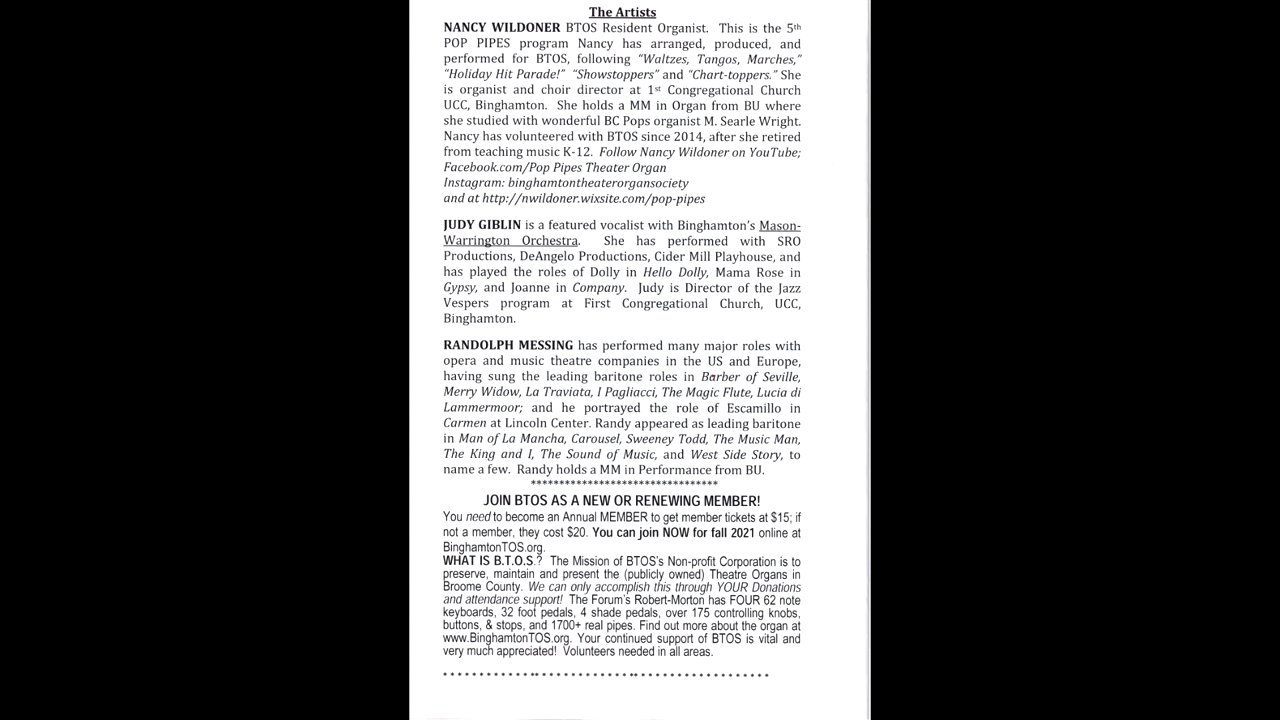 The Artists
NANCY WILDONER BTOS Resident Organist. This is the 5th
POP PIPES program Nancy has arranged, produced, and
performed for BTOS, following “Waltzes, Tangos, Marches,”
“Holiday Hit Parade!” “Showstoppers” and “Chart-toppers.” She
is organist and choir director at 1st Congregational Church
UCC, Binghamton. She holds a MM in Organ from BU where
she studied with wonderful BC Pops organist M. Searle Wright.
Nancy has volunteered with BTOS since 2014, after she retired
from teaching music K-12. Follow Nancy Wildoner on YouTube;
Facebook.com/Pop Pipes Theater Organ
Instagram: binghamtontheaterorgansociety
and at http://nwildoner.wixsite.com/pop-pipes
JUDY GIBLIN is a featured vocalist with Binghamton’s Mason-
Warrington Orchestra. She has performed with SRO
Productions, DeAngelo Productions, Cider Mill Playhouse, and
has played the roles of Dolly in Hello Dolly, Mama Rose in
Gypsy, and Joanne in Company. Judy is Director of the Jazz
Vespers program at First Congregational Church, UCC,
Binghamton.
RANDOLPH MESSING has performed many major roles with
opera and music theatre companies in the US and Europe,
having sung the leading baritone roles in Barber of Seville,
Merry Widow, La Traviata, I Pagliacci, The Magic Flute, Lucia di
Lammermoor; and he portrayed the role of Escamillo in
Carmen at Lincoln Center. Randy appeared as leading baritone
in Man of La Mancha, Carousel, Sweeney Todd, The Music Man,
The King and I, The Sound of Music, and West Side Story, to
name a few. Randy holds a MM in Performance from BU.
*********************************
JOIN BTOS AS A NEW OR RENEWING MEMBER!
You need to become an Annual MEMBER to get member tickets at $15; if
not a member, they cost $20. You can join NOW for fall 2021 online at
BinghamtonTOS.org.
WHAT IS B.T.O.S.? The Mission of BTOS’s Non-profit Corporation is to
preserve, maintain and present the (publicly owned) Theatre Organs in
Broome County. We can only accomplish this through YOUR Donations
and attendance support! The Forum’s Robert-Morton has FOUR 62 note
keyboards, 32 foot pedals, 4 shade pedals, over 175 controlling knobs,
buttons, & stops, and 1700+ real pipes. Find out more about the organ at
www.BinghamtonTOS.org. Your continued support of BTOS is vital and
very much appreciated! Volunteers needed in all areas.